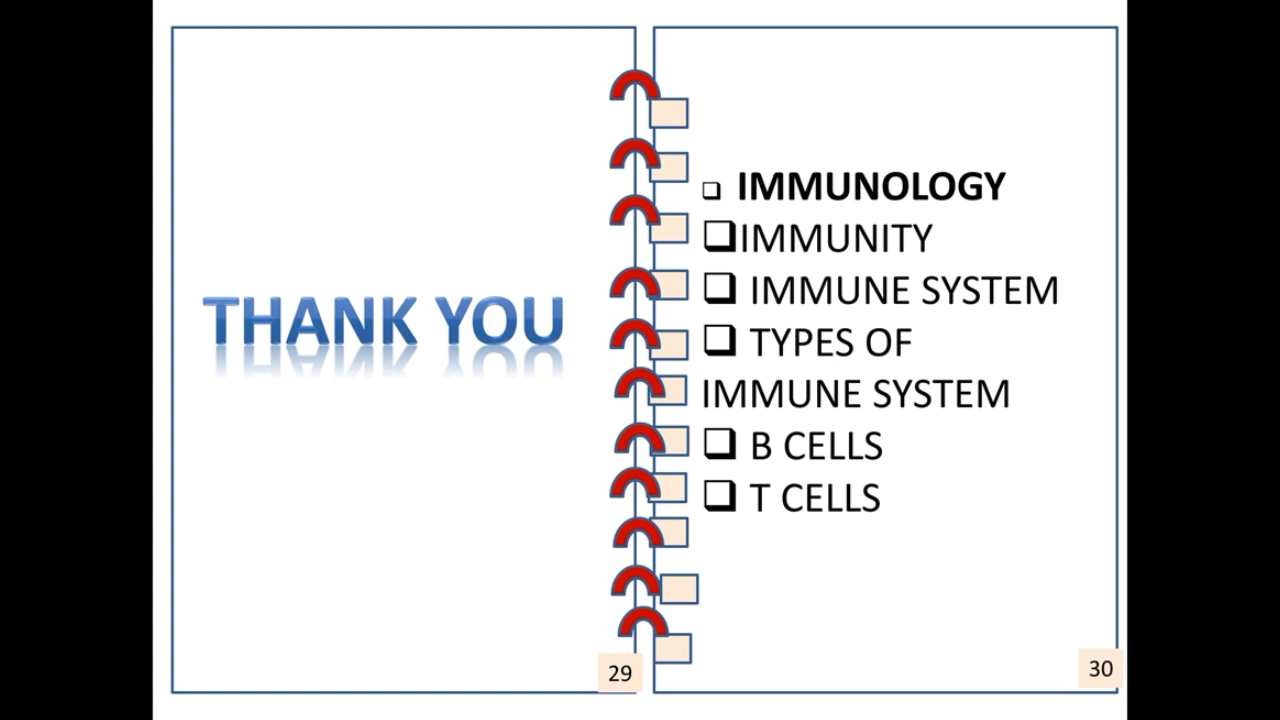 THANK YOU
29
IMMUNOLOGY
IMMUNITY
IMMUNE SYSTEM
TYPES OF
IMMUNE SYSTEM
B CELLS
T CELLS
30